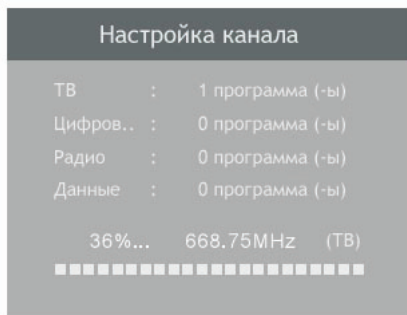 Настройка канала
ТВ : 1 программа (-ы)
Цифров.. : 0 программа (-ы)
Радио : 0 программа (-ы)
Данные : 0 программа (-ы)
36%... 668.75MHz (ТВ)